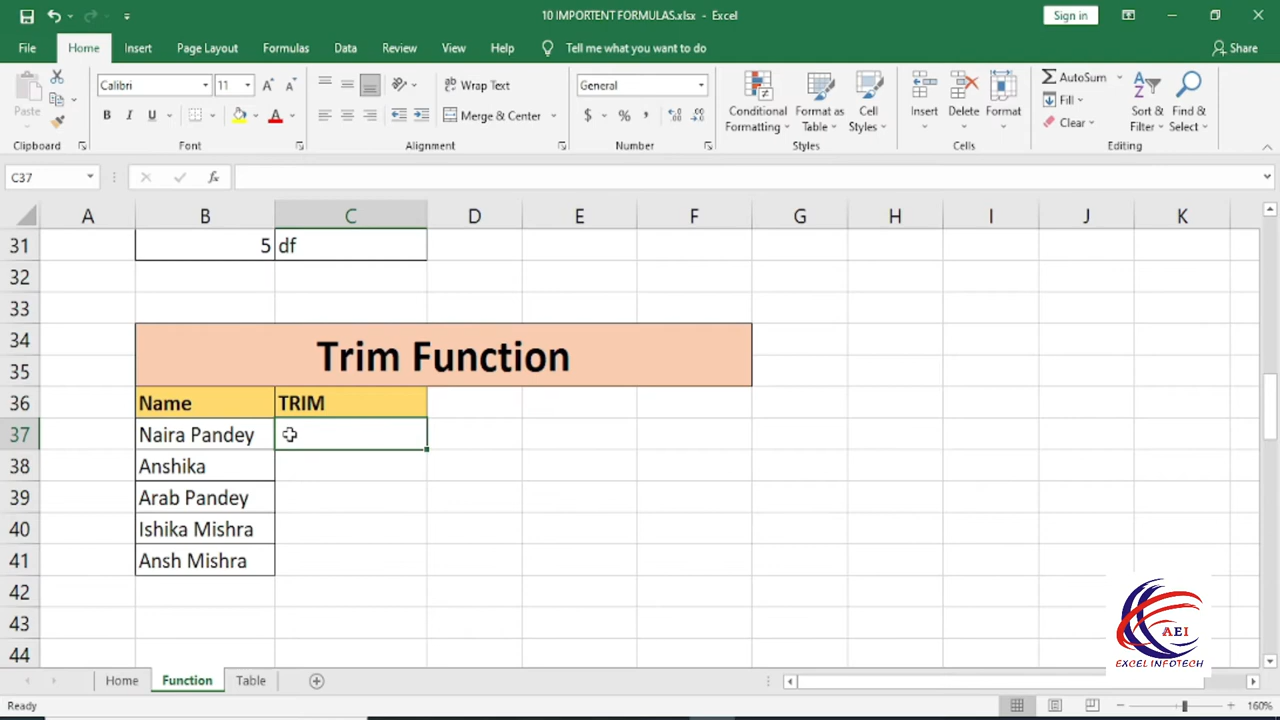 10 IMPORTENT FORMULAS.xlsx - Excel
Sign in
File Home Insert Page Layout Formulas Data Review View Help Tell me what you want to do Share
Paste
Clipboard
Calibri 11
B I U
Font
Wrap Text
Merge & Center
Alignment
General
$ % ,
Number
Conditional Formatting
Format as Table
Cell Styles
Styles
Insert Delete Format
Cells
AutoSum
Fill
Clear
Sort & Filter
Find & Select
Editing
C37
fx
A B C D E F G H I J K
31 5 df
32
33
34
Trim Function
35
36 Name TRIM
37 Naira Pandey
38 Anshika
39 Arab Pandey
40 Ishika Mishra
41 Ansh Mishra
42
43
44
AEI
EXCEL INFOTECH
Home Function Table
Ready
160%